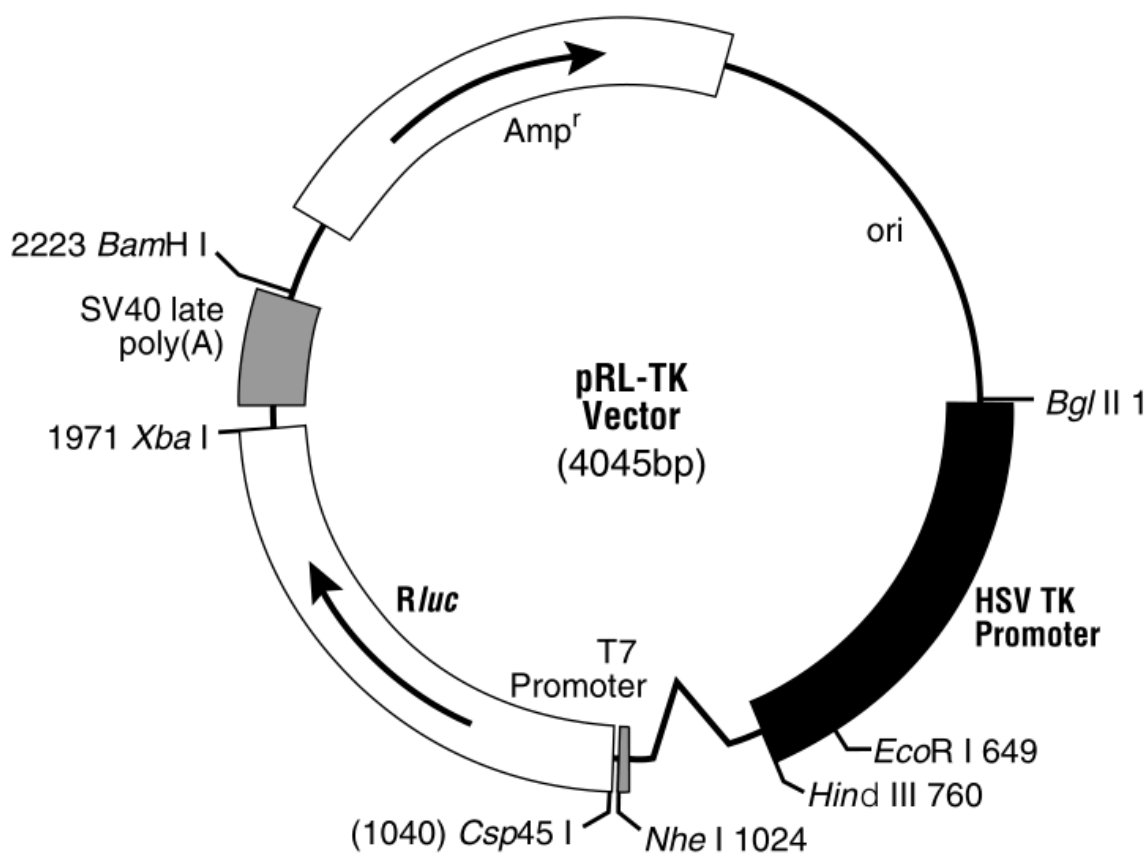 Ampʳ
ori
2223 BamH I
SV40 late
poly(A)
1971 Xba I
pRL-TK
Vector
(4045bp)
Bgl II 1
Rluc
HSV TK
Promoter
T7
Promoter
EcoR I 649
Hind III 760
(1040) Csp45 I
Nhe I 1024